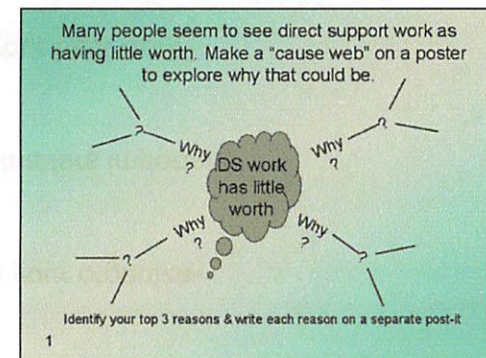 Many people seem to see direct support work as
having little worth. Make a "cause web" on a poster
to explore why that could be.
? Why ?
Why ? ?
DS work
has little
worth
? Why ?
Why ? ?
Identify your top 3 reasons & write each reason on a separate post-it
1